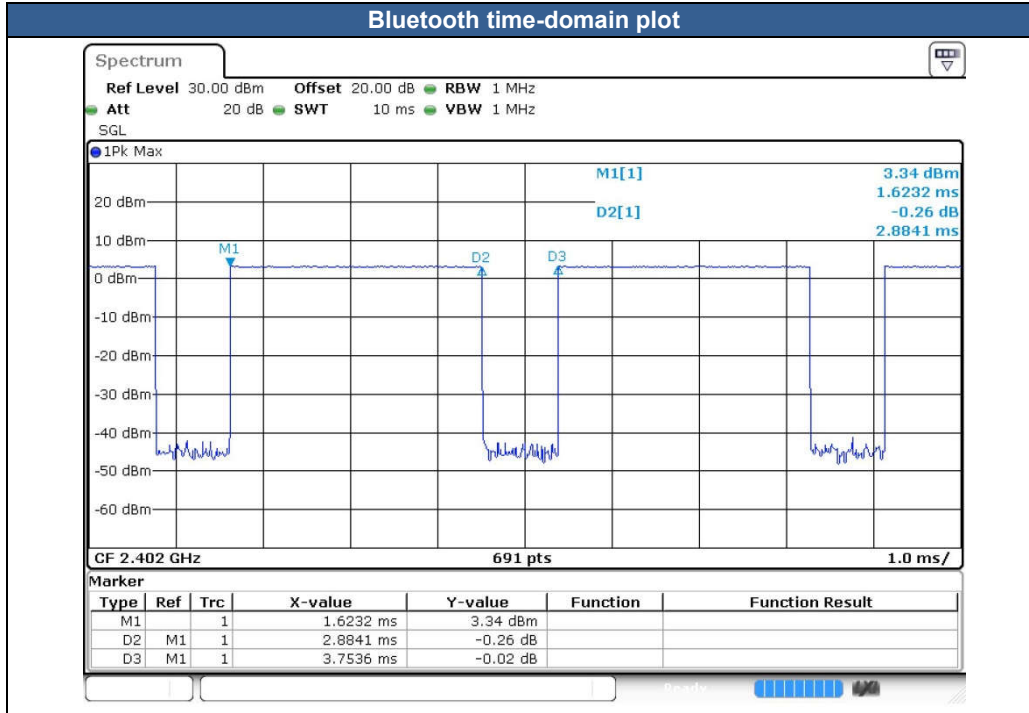 Bluetooth time-domain plot
Spectrum
Ref Level 30.00 dBm Offset 20.00 dB RBW 1 MHz
Att 20 dB SWT 10 ms VBW 1 MHz
SGL
1Pk Max
M1[1] 3.34 dBm
1.6232 ms
20 dBm
D2[1] -0.26 dB
2.8841 ms
10 dBm
M1
D2 D3
0 dBm
-10 dBm
-20 dBm
-30 dBm
-40 dBm
-50 dBm
-60 dBm
CF 2.402 GHz 691 pts 1.0 ms/
Marker
Type Ref Trc X-value Y-value Function Function Result
M1 1 1.6232 ms 3.34 dBm
D2 M1 1 2.8841 ms -0.26 dB
D3 M1 1 3.7536 ms -0.02 dB
Ready